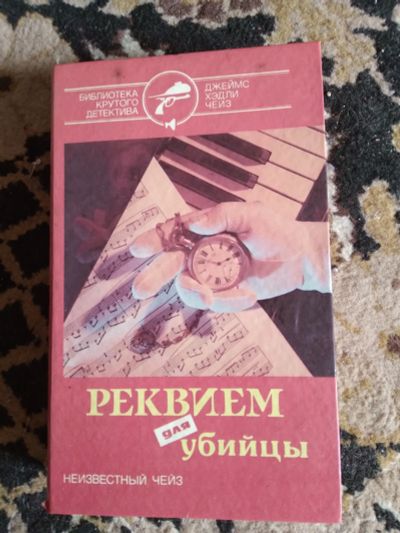 БИБЛИОТЕКА
КРУТОГО
ДЕТЕКТИВА
ДЖЕЙМС
ХЭДЛИ
ЧЕЙЗ
РЕКВИЕМ
для
убийцы
НЕИЗВЕСТНЫЙ ЧЕЙЗ